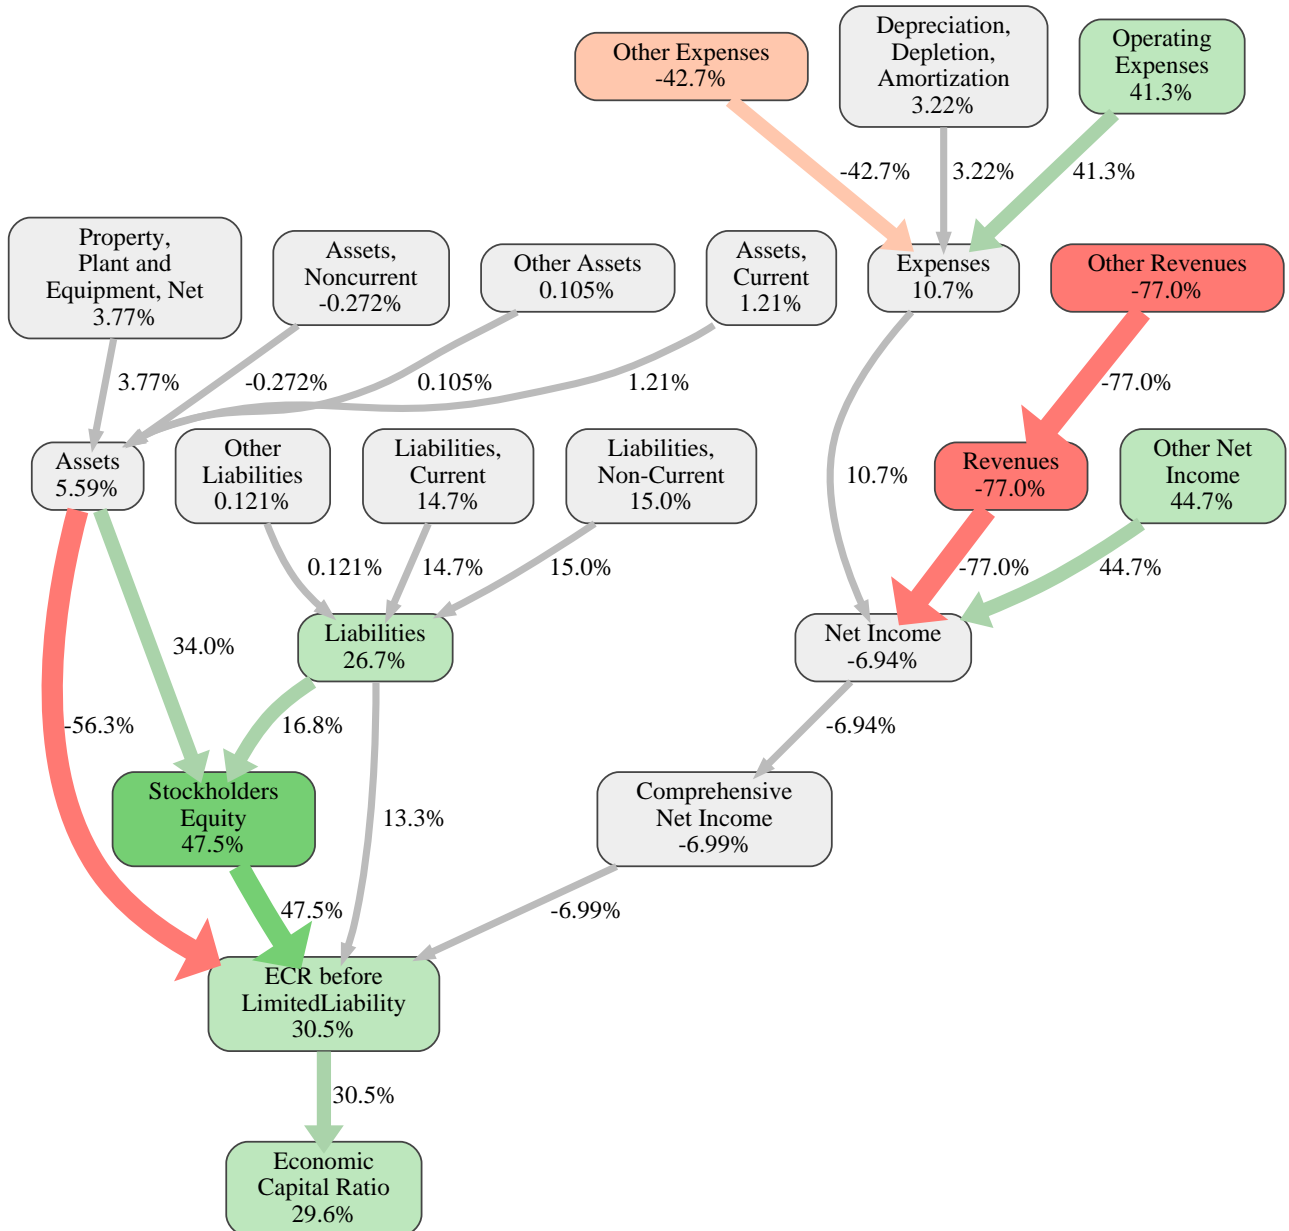 Other Expenses
-42.7%
Depreciation,
Depletion,
Amortization
3.22%
Operating
Expenses
41.3%
-42.7%
3.22%
41.3%
Property,
Plant and
Equipment, Net
3.77%
Assets,
Noncurrent
-0.272%
Other Assets
0.105%
Assets,
Current
1.21%
Expenses
10.7%
Other Revenues
-77.0%
3.77%
-0.272%
0.105%
1.21%
-77.0%
Assets
5.59%
Other
Liabilities
0.121%
Liabilities,
Current
14.7%
Liabilities,
Non-Current
15.0%
10.7%
Revenues
-77.0%
Other Net
Income
44.7%
0.121%
14.7%
15.0%
-77.0%
44.7%
34.0%
Liabilities
26.7%
Net Income
-6.94%
-56.3%
16.8%
-6.94%
Stockholders
Equity
47.5%
13.3%
Comprehensive
Net Income
-6.99%
47.5%
-6.99%
ECR before
LimitedLiability
30.5%
30.5%
Economic
Capital Ratio
29.6%